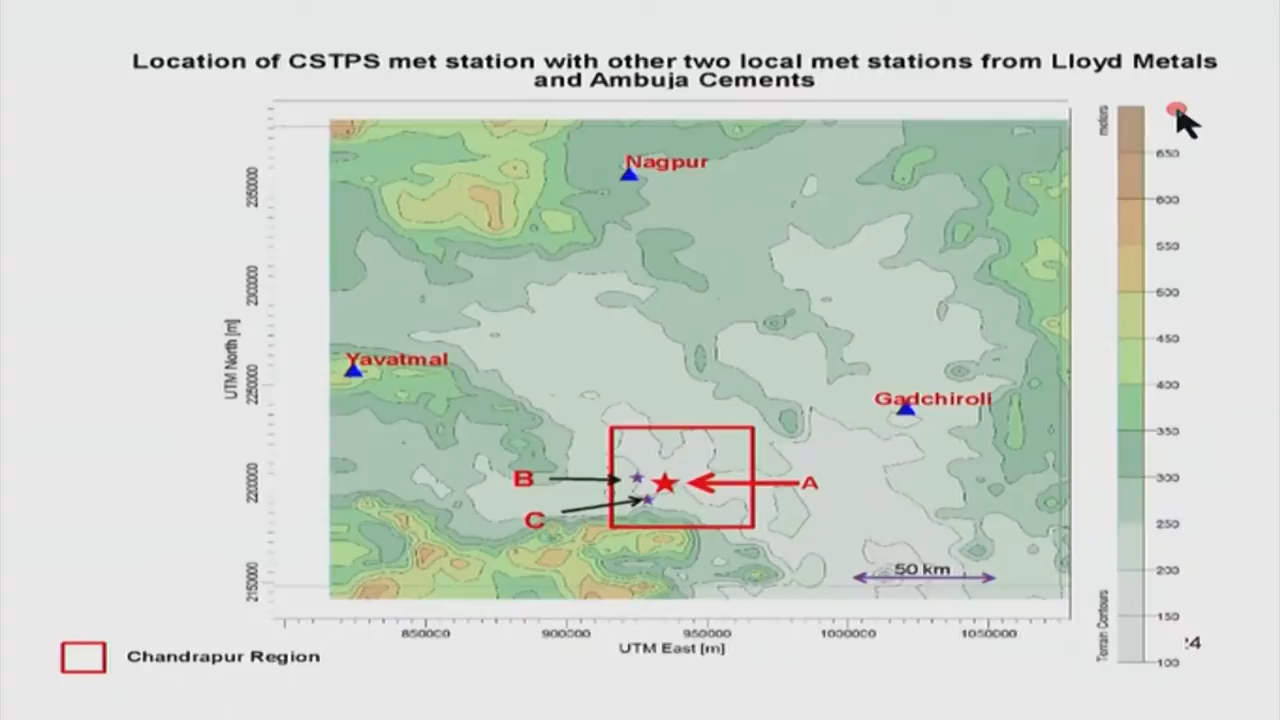 Location of CSTPS met station with other two local met stations from Lloyd Metals
and Ambuja Cements
meters
650
600
550
500
450
400
350
300
250
200
150
100
Terrain Contours
Nagpur
Yavatmal
Gadchiroli
B
A
C
50 km
UTM North [m]
2350000
2300000
2250000
2200000
2150000
850000
900000
950000
1000000
1050000
UTM East [m]
Chandrapur Region
24